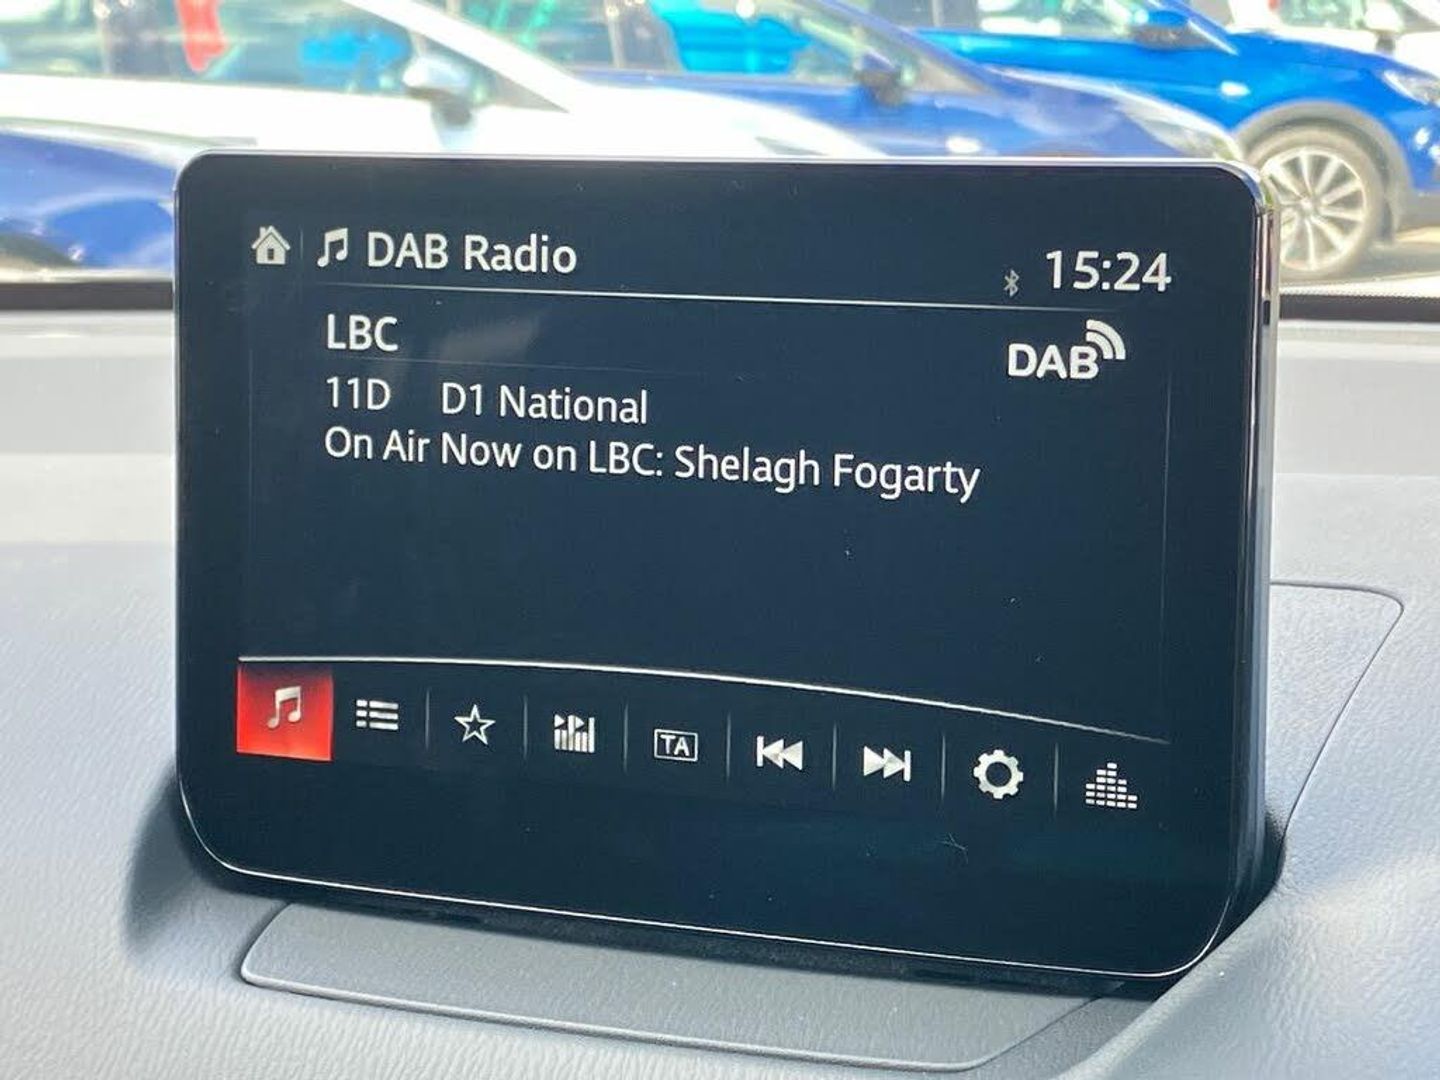 DAB Radio
15:24
LBC
DAB
11D D1 National
On Air Now on LBC: Shelagh Fogarty
TA